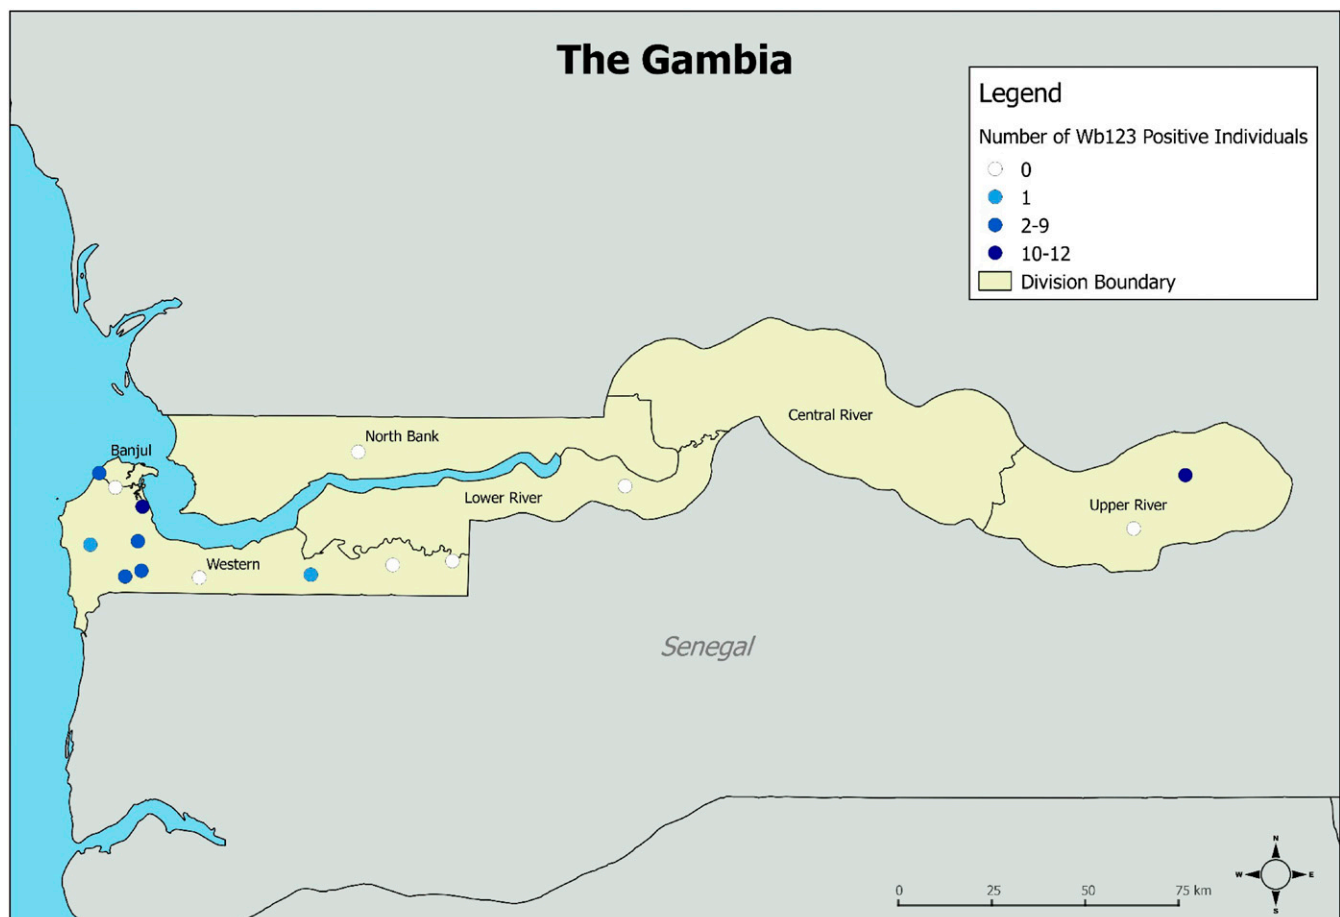 The Gambia
Legend
Number of Wb123 Positive Individuals
0
1
2-9
10-12
Division Boundary
Central River
North Bank
Banjul
Lower River
Upper River
Western
Senegal
N
W E
S
0 25 50 75 km